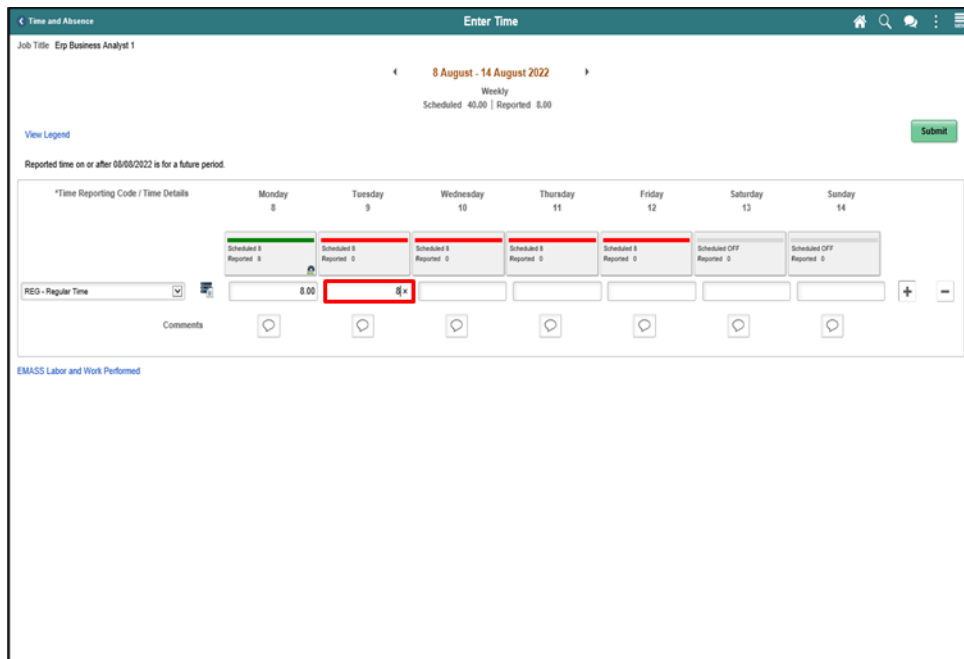 Time and Absence Enter Time
Job Title Erp Business Analyst 1
8 August - 14 August 2022
Weekly
Scheduled 40.00 | Reported 8.00
View Legend Submit
Reported time on or after 08/08/2022 is for a future period.
*Time Reporting Code / Time Details Monday Tuesday Wednesday Thursday Friday Saturday Sunday
8 9 10 11 12 13 14
Scheduled 8 Scheduled 8 Scheduled 8 Scheduled 8 Scheduled 8 Scheduled OFF Scheduled OFF
Reported 8 Reported 0 Reported 0 Reported 0 Reported 0 Reported 0 Reported 0
REG - Regular Time 8.00 8
Comments
EMASS Labor and Work Performed